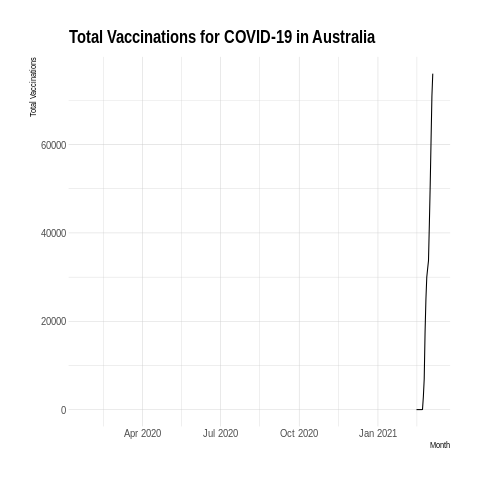 Total Vaccinations for COVID-19 in Australia
Total Vaccinations
60000
40000
20000
0
Apr 2020 Jul 2020 Oct 2020 Jan 2021
Month